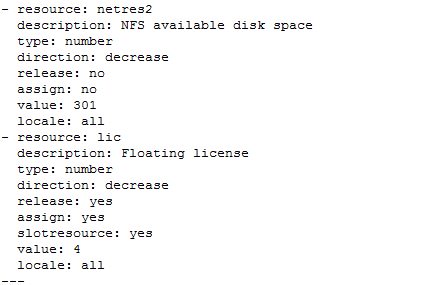 - resource: netres2
  description: NFS available disk space
  type: number
  direction: decrease
  release: no
  assign: no
  value: 301
  locale: all
- resource: lic
  description: Floating license
  type: number
  direction: decrease
  release: yes
  assign: yes
  slotresource: yes
  value: 4
  locale: all
---